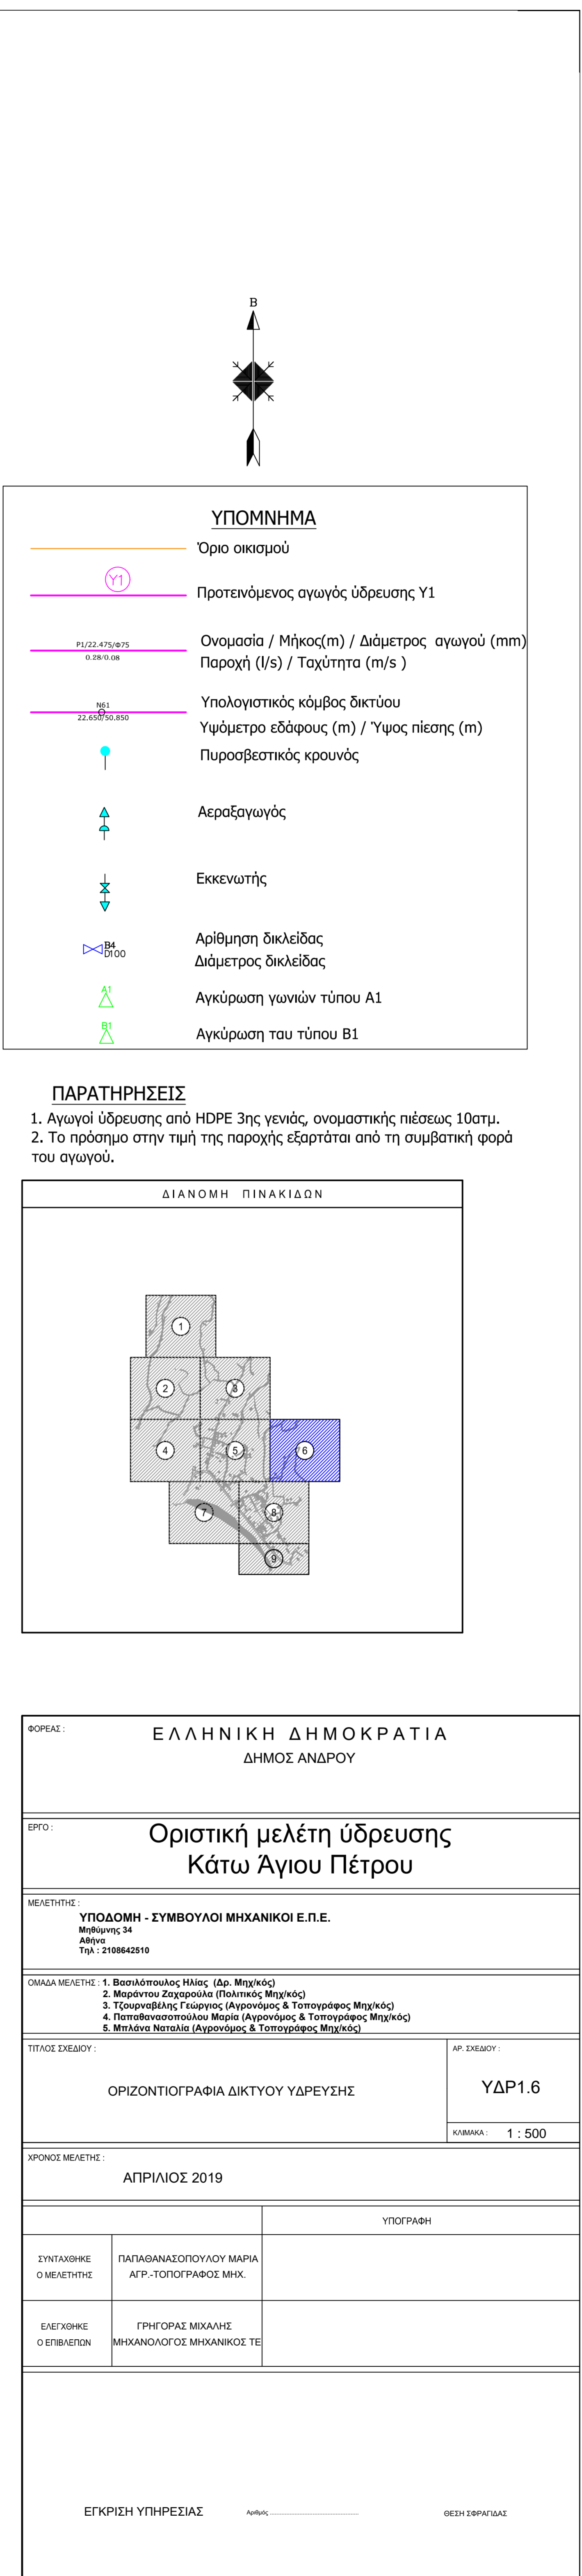 Β
ΥΠΟΜΝΗΜΑ
Όριο οικισμού
Υ1
Προτεινόμενος αγωγός ύδρευσης Υ1
P1/22.475/Φ75
0.28/0.08
Ονομασία / Μήκος(m) / Διάμετρος αγωγού (mm)
Παροχή (l/s) / Ταχύτητα (m/s )
N61
22.650/50.850
Υπολογιστικός κόμβος δικτύου
Υψόμετρο εδάφους (m) / Ύψος πίεσης (m)
Πυροσβεστικός κρουνός
Αεραξαγωγός
Εκκενωτής
B4
D100
Αρίθμηση δικλείδας
Διάμετρος δικλείδας
A1
Αγκύρωση γωνιών τύπου Α1
B1
Αγκύρωση ταυ τύπου Β1
ΠΑΡΑΤΗΡΗΣΕΙΣ
1. Αγωγοί ύδρευσης από HDPE 3ης γενιάς, ονομαστικής πιέσεως 10ατμ.
2. Το πρόσημο στην τιμή της παροχής εξαρτάται από τη συμβατική φορά
του αγωγού.
ΔΙΑΝΟΜΗ ΠΙΝΑΚΙΔΩΝ
1
2
3
4
5
6
7
8
9
ΦΟΡΕΑΣ :
ΕΛΛΗΝΙΚΗ ΔΗΜΟΚΡΑΤΙΑ
ΔΗΜΟΣ ΑΝΔΡΟΥ
ΕΡΓΟ :
Οριστική μελέτη ύδρευσης
Κάτω Άγιου Πέτρου
ΜΕΛΕΤΗΤΗΣ :
ΥΠΟΔΟΜΗ - ΣΥΜΒΟΥΛΟΙ ΜΗΧΑΝΙΚΟΙ Ε.Π.Ε.
Μηθύμνης 34
Αθήνα
Τηλ : 2108642510
ΟΜΑΔΑ ΜΕΛΕΤΗΣ : 1. Βασιλόπουλος Ηλίας (Δρ. Μηχ/κός)
2. Μαράντου Ζαχαρούλα (Πολιτικός Μηχ/κός)
3. Τζουρναβέλης Γεώργιος (Αγρονόμος & Τοπογράφος Μηχ/κός)
4. Παπαθανασοπούλου Μαρία (Αγρονόμος & Τοπογράφος Μηχ/κός)
5. Μπλάνα Ναταλία (Αγρονόμος & Τοπογράφος Μηχ/κός)
ΤΙΤΛΟΣ ΣΧΕΔΙΟΥ :
ΟΡΙΖΟΝΤΙΟΓΡΑΦΙΑ ΔΙΚΤΥΟΥ ΥΔΡΕΥΣΗΣ
ΑΡ. ΣΧΕΔΙΟΥ :
ΥΔΡ1.6
ΚΛΙΜΑΚΑ : 1 : 500
ΧΡΟΝΟΣ ΜΕΛΕΤΗΣ :
ΑΠΡΙΛΙΟΣ 2019
ΥΠΟΓΡΑΦΗ
ΣΥΝΤΑΧΘΗΚΕ
Ο ΜΕΛΕΤΗΤΗΣ
ΠΑΠΑΘΑΝΑΣΟΠΟΥΛΟΥ ΜΑΡΙΑ
ΑΓΡ.-ΤΟΠΟΓΡΑΦΟΣ ΜΗΧ.
ΕΛΕΓΧΘΗΚΕ
Ο ΕΠΙΒΛΕΠΩΝ
ΓΡΗΓΟΡΑΣ ΜΙΧΑΛΗΣ
ΜΗΧΑΝΟΛΟΓΟΣ ΜΗΧΑΝΙΚΟΣ ΤΕ
ΕΓΚΡΙΣΗ ΥΠΗΡΕΣΙΑΣ Αριθμός .................................................... ΘΕΣΗ ΣΦΡΑΓΙΔΑΣ